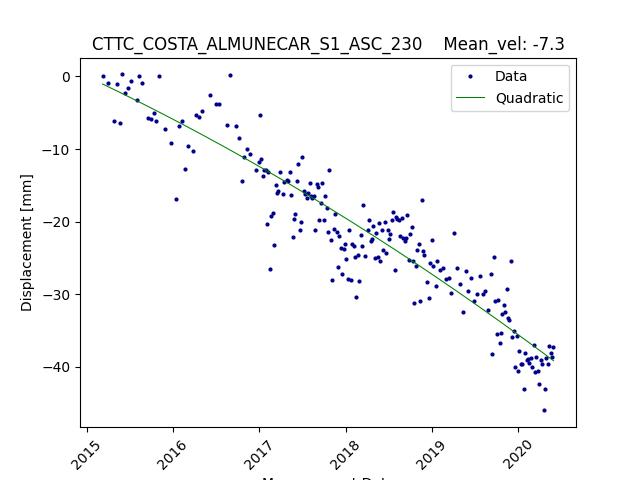 CTTC_COSTA_ALMUNECAR_S1_ASC_230    Mean_vel: -7.3
Data
Quadratic
Displacement [mm]
0
−10
−20
−30
−40
2015
2016
2017
2018
2019
2020